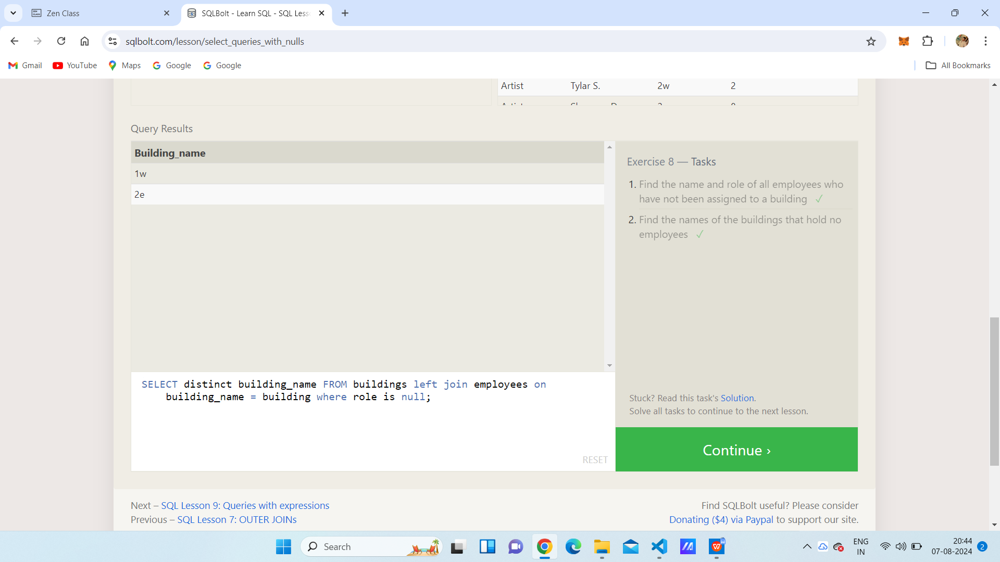 Zen Class
SQLBolt - Learn SQL - SQL Less
sqlbolt.com/lesson/select_queries_with_nulls
Gmail YouTube Maps Google Google All Bookmarks
Artist Tylar S. 2w 2
Query Results
Building_name
1w
2e
Exercise 8 — Tasks
1. Find the name and role of all employees who
have not been assigned to a building ✓
2. Find the names of the buildings that hold no
employees ✓
SELECT distinct building_name FROM buildings left join employees on
building_name = building where role is null;
RESET
Stuck? Read this task's Solution.
Solve all tasks to continue to the next lesson.
Continue ›
Next – SQL Lesson 9: Queries with expressions
Previous – SQL Lesson 7: OUTER JOINs
Find SQLBolt useful? Please consider
Donating ($4) via Paypal to support our site.
Search
ENG
IN
20:44
07-08-2024
2